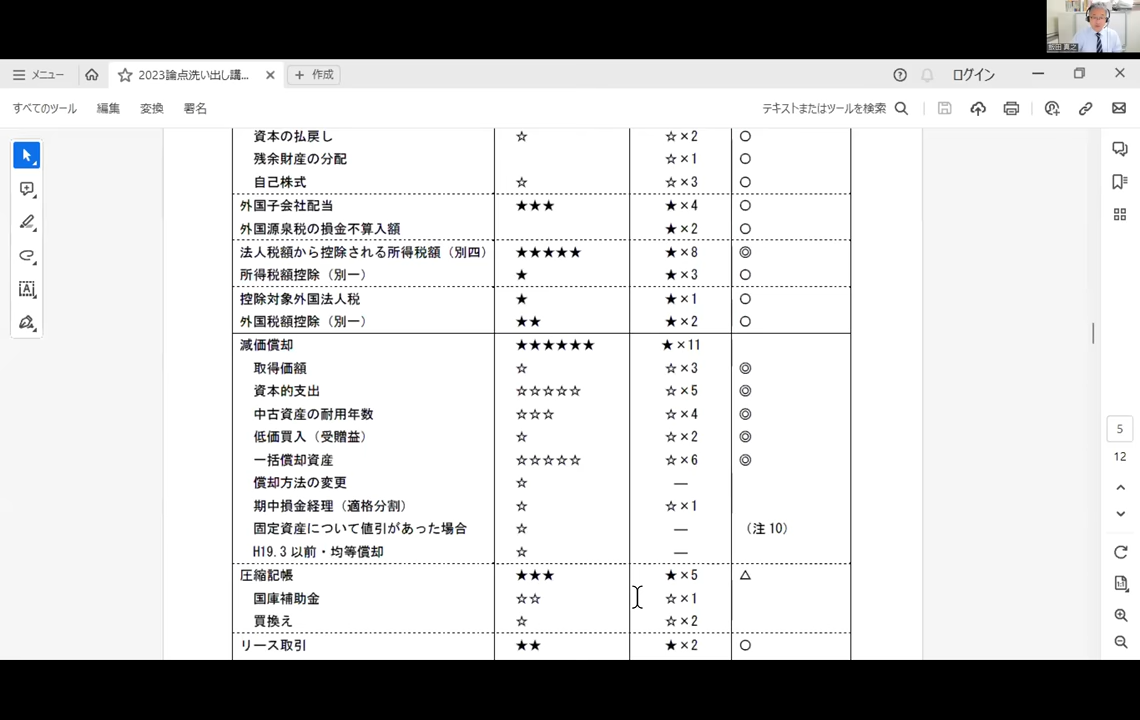 飯田 真之
メニュー
2023論点洗い出し講...
作成
ログイン
すべてのツール 編集 変換 署名
テキストまたはツールを検索
資本の払戻し ☆ ☆×2 ○
残余財産の分配 ☆×1 ○
自己株式 ☆ ☆×3 ○
外国子会社配当 ★★★ ★×4 ○
外国源泉税の損金不算入額 ★×2 ○
法人税額から控除される所得税額（別四） ★★★★★ ★×8 ◎
所得税額控除（別一） ★ ★×3 ○
控除対象外国法人税 ★ ★×1 ○
外国税額控除（別一） ★★ ★×2 ○
減価償却 ★★★★★★ ★×11
取得価額 ☆ ☆×3 ◎
資本的支出 ☆☆☆☆☆ ☆×5 ◎
中古資産の耐用年数 ☆☆☆ ☆×4 ◎
低価買入（受贈益） ☆ ☆×2 ◎
一括償却資産 ☆☆☆☆☆ ☆×6 ◎
償却方法の変更 ☆ ―
期中損金経理（適格分割） ☆ ☆×1
固定資産について値引があった場合 ☆ ― （注 10）
H19.3 以前・均等償却 ☆ ―
圧縮記帳 ★★★ ★×5 △
国庫補助金 ☆☆ ☆×1
買換え ☆ ☆×2
リース取引 ★★ ★×2 ○
5
12